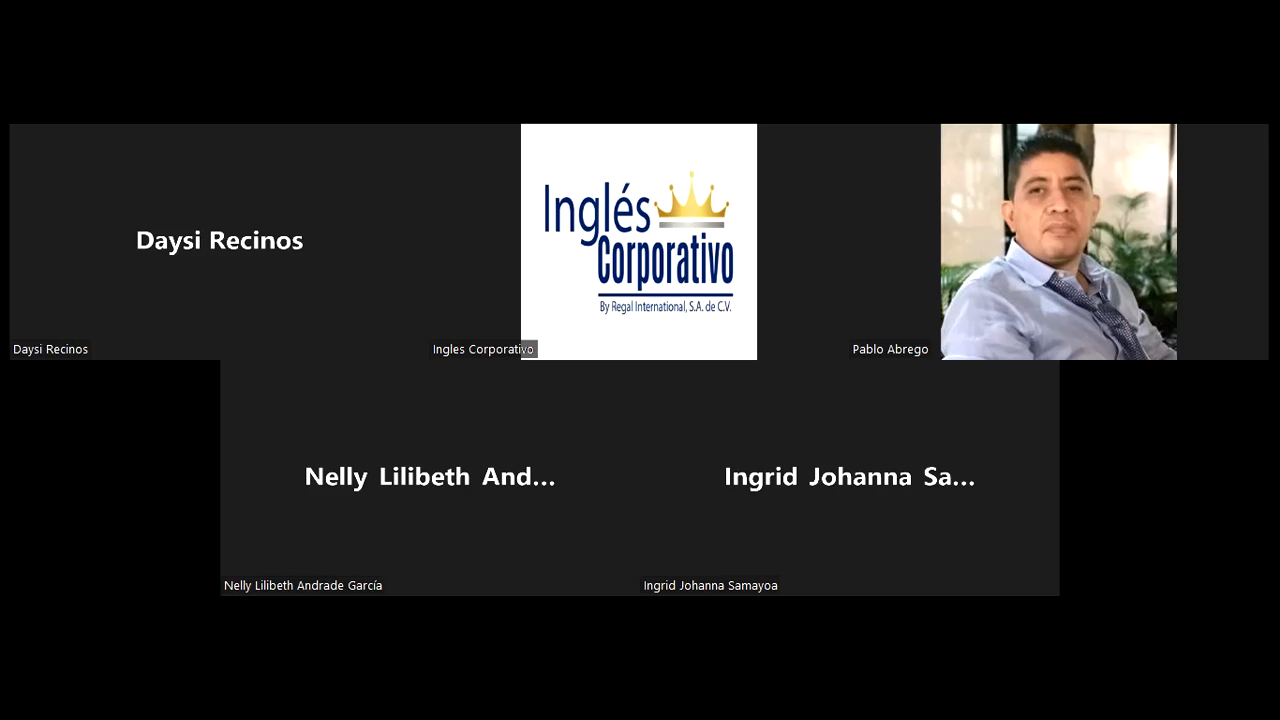 Daysi Recinos
Daysi Recinos
Inglés
Corporativo
By Regal International, S.A. de C.V.
Ingles Corporativo
Pablo Abrego
Nelly Lilibeth And...
Nelly Lilibeth Andrade García
Ingrid Johanna Sa...
Ingrid Johanna Samayoa